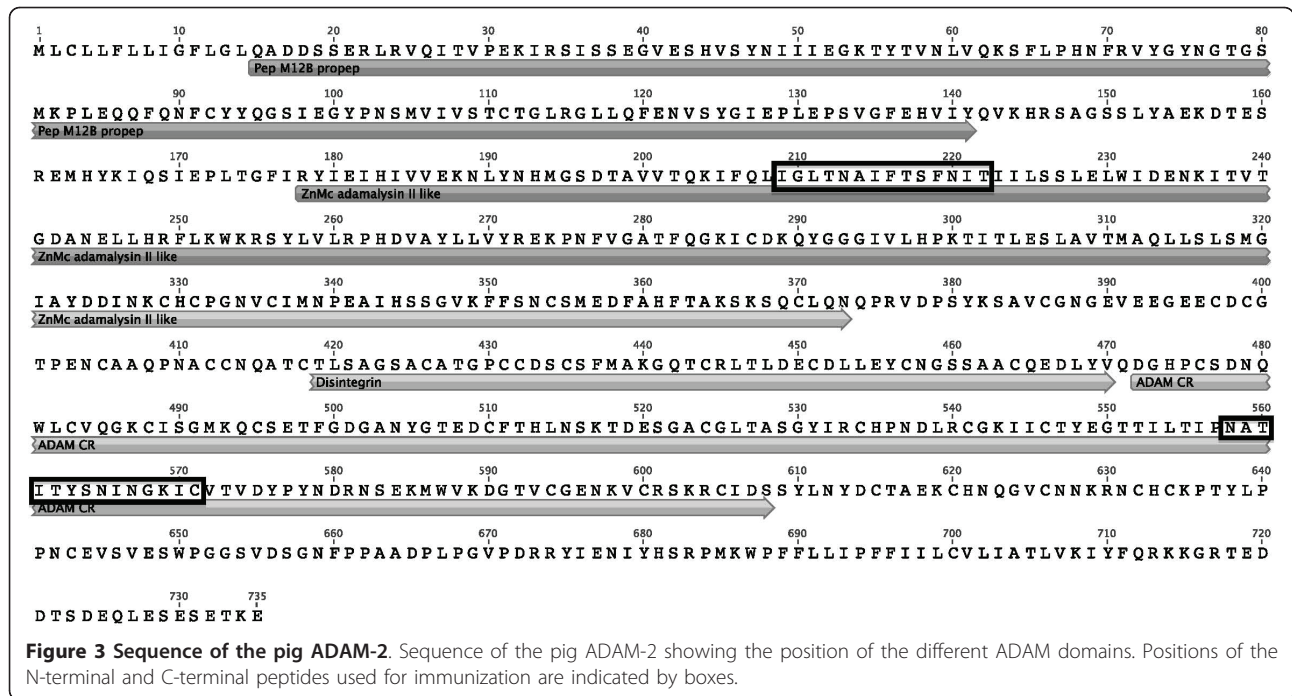 1 10 20 30 40 50 60 70 80
MLCLLFLLIGFLGLQADDSSERLRVQITVPEKIRSISSEGVESHVSYNIIIEGKTYTVNLVQKSFLPHNFRVYGYNGTGS
Pep M12B propep
90 100 110 120 130 140 150 160
MKPLEQQFQNFCYYQGSIEGYPNSMVIVSTCTGLRGLLQFENVSYGIEPLEPSVGFEHVIYQVKHRSAGSSLYAEKDTES
Pep M12B propep
170 180 190 200 210 220 230 240
REMHYKIQSIEPLTGFIRYIEIHIVVEKNLYNHMGSDTAVVTQKIFQLIGLTNAIFTSFNITIILSSLELWIDENKITVT
ZnMc adamalysin II like
250 260 270 280 290 300 310 320
GDANELLHRFLKWKRSYLVLRPHDVAYLLVYREKPNFVGATFQGKICDKQYGGGIVLHPKTITLESLAVTMAQLLSLSMG
ZnMc adamalysin II like
330 340 350 360 370 380 390 400
IAYDDINKCHCPGNVCIMNPEAIHSSGVKFFSNCSMEDFAHFTAKSKSQCLQNQPRVDPSYKSAVCGNGEVEEGEECDCG
ZnMc adamalysin II like
410 420 430 440 450 460 470 480
TPENCAAQPNACCNQATCTLSAGSACATGPCCDSCSFMAKGQTCRLTLDECDLLEYCNGSSAACQEDLYVQDGHPCSDNQ
Disintegrin ADAM CR
490 500 510 520 530 540 550 560
WLCVQGKCISGMKQCSETFGDGANYGTEDCFTHLNSKTDESGACGLTASGYIRCHPNDLRCGKIICTYEGTTILTIPNAT
ADAM CR
570 580 590 600 610 620 630 640
ITYSNINGKICVTVDYPYNDRNSEKMWVKDGTVCGENKVCRSKRCIDSSYLNYDCTAEKCHNQGVCNNKRNCHCKPTYLP
ADAM CR
650 660 670 680 690 700 710 720
PNCEVSVESWPGGSVDSGNFPPAADPLPGVPDRRYIENIYHSRPMKWPFFLLIPFFIILCVLIATLVKIYFQRKKGRTED
730 735
DTSDEQLESESETKE
Figure 3 Sequence of the pig ADAM-2. Sequence of the pig ADAM-2 showing the position of the different ADAM domains. Positions of the
N-terminal and C-terminal peptides used for immunization are indicated by boxes.